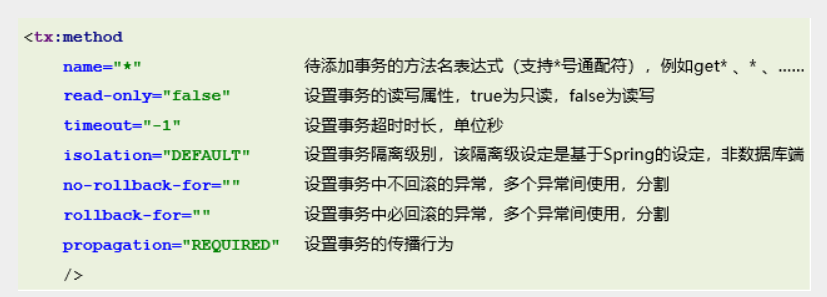 <tx:method
name="*" 待添加事务的方法名表达式（支持*号通配符），例如get* 、* 、......
read-only="false" 设置事务的读写属性，true为只读，false为读写
timeout="-1" 设置事务超时时长，单位秒
isolation="DEFAULT" 设置事务隔离级别，该隔离级设定是基于Spring的设定，非数据库端
no-rollback-for="" 设置事务中不回滚的异常，多个异常间使用，分割
rollback-for="" 设置事务中必回滚的异常，多个异常间使用，分割
propagation="REQUIRED" 设置事务的传播行为
/>